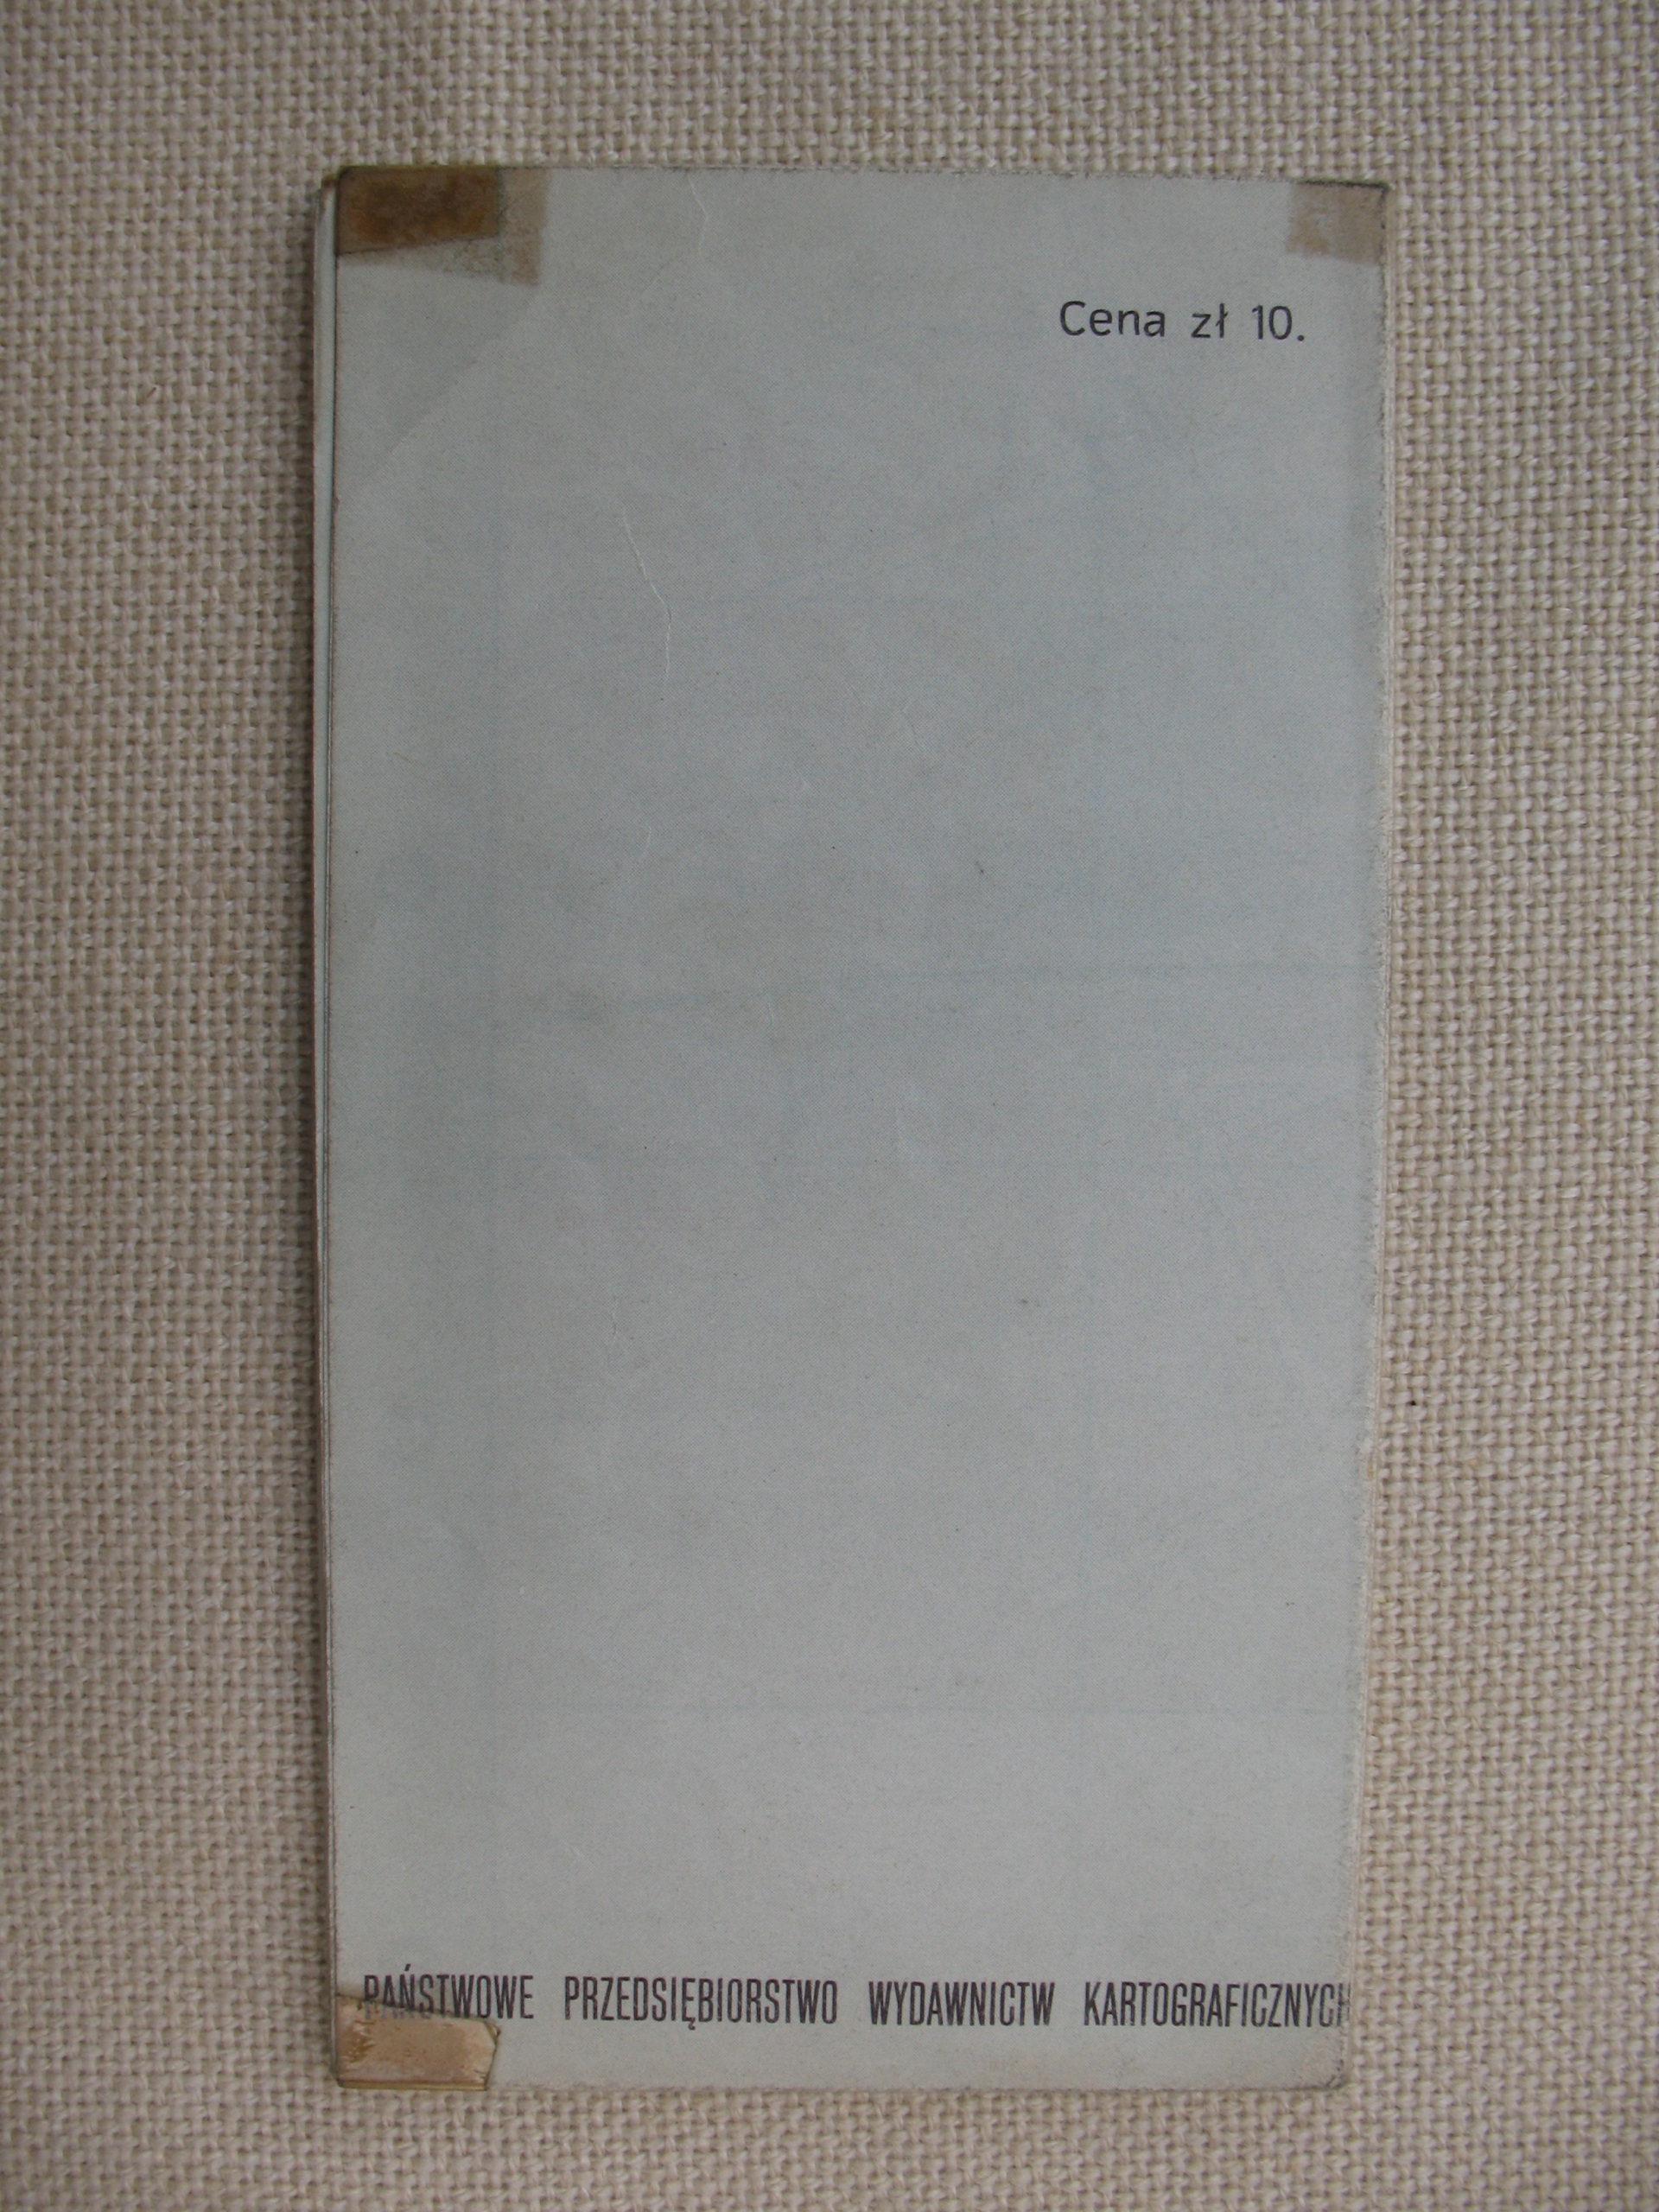 Cena zł 10.
PAŃSTWOWE PRZEDSIĘBIORSTWO WYDAWNICTW KARTOGRAFICZNYCH